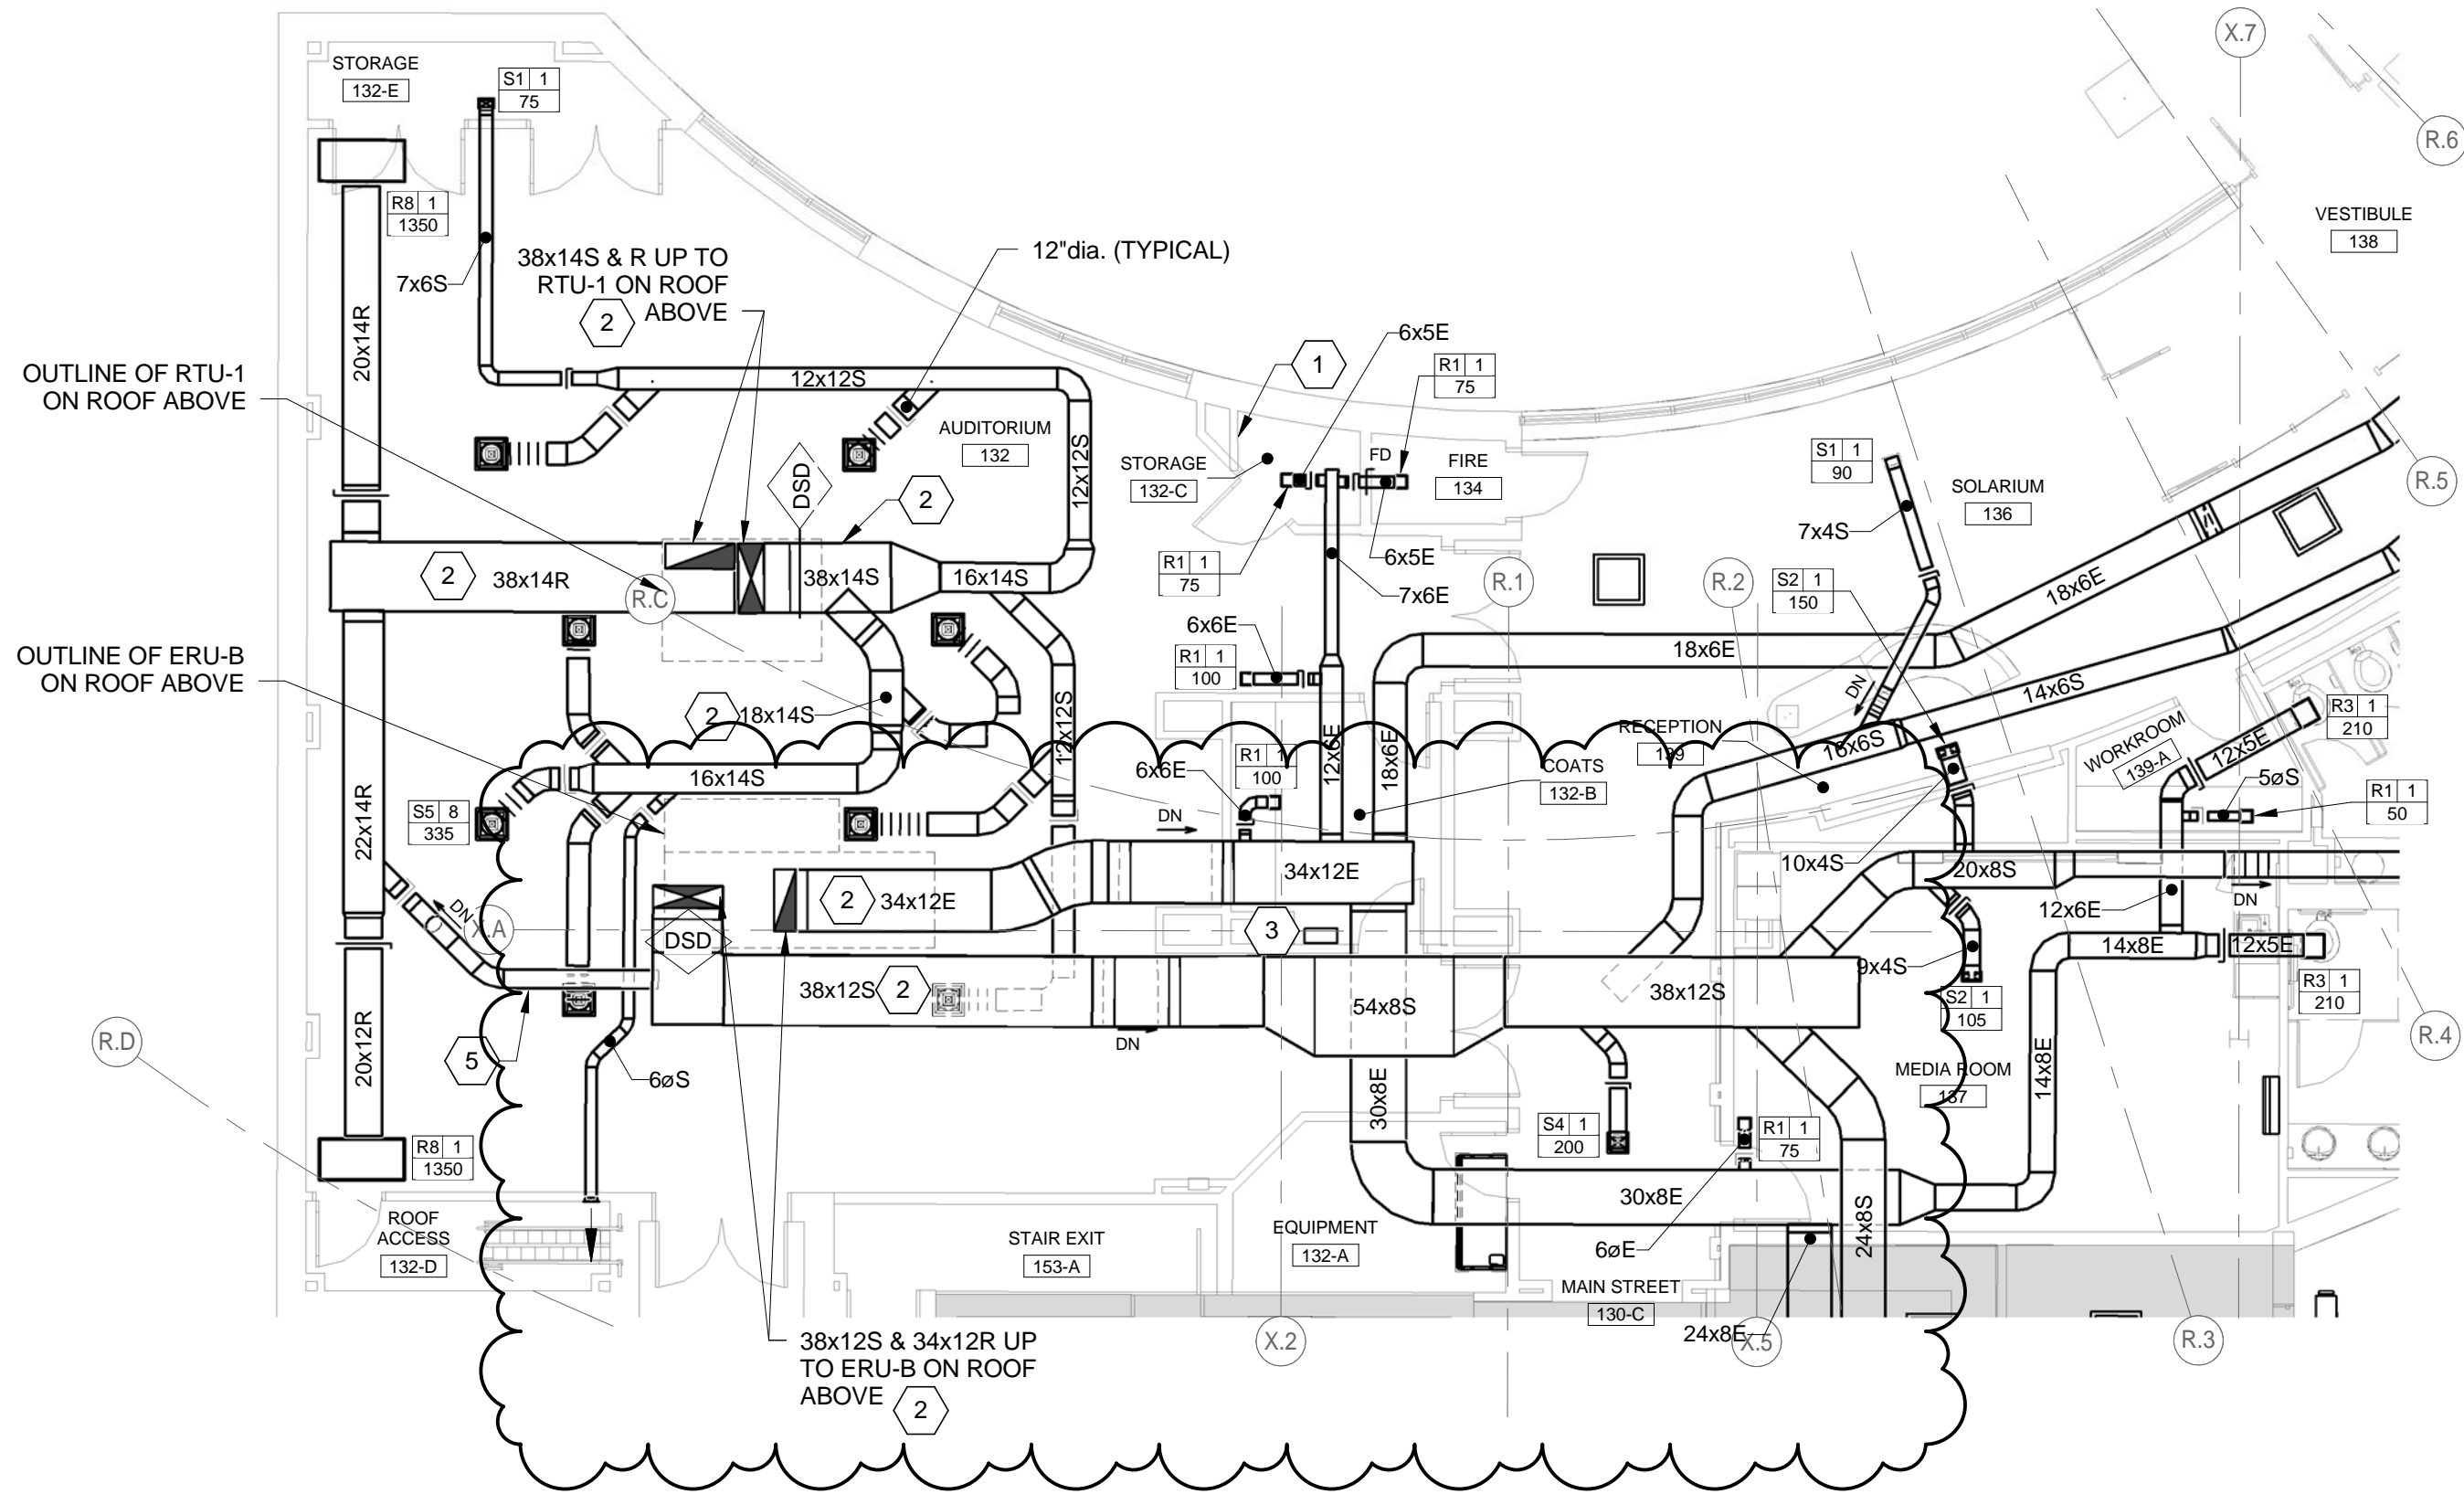 STORAGE
132-E
S1 1
75
R8 1
1350
7x6S
38x14S & R UP TO
RTU-1 ON ROOF
ABOVE
2
12"dia. (TYPICAL)
X.7
R.6
VESTIBULE
138
20x14R
OUTLINE OF RTU-1
ON ROOF ABOVE
12x12S
12x12S
AUDITORIUM
132
DSD
2
1
6x5E
R1 1
75
STORAGE
132-C
FD
FIRE
134
S1 1
90
SOLARIUM
136
R.5
7x4S
2
38x14R
38x14S
16x14S
R.C
R1 1
75
6x5E
7x6E
R.1
R.2
S2 1
150
18x6E
18x6E
DN
14x6S
OUTLINE OF ERU-B
ON ROOF ABOVE
6x6E
R1 1
100
2
18x14S
12x12S
16x14S
R1 1
100
6x6E
12x6E
18x6E
COATS
132-B
RECEPTION
139
16x6S
WORKROOM
139-A
12x5E
R3 1
210
5øS
R1 1
50
S5 8
335
22x14R
DN
34x12E
10x4S
20x8S
DN
12x6E
DN
X.A
DSD
2
34x12E
3
14x8E
12x5E
9x4S
S2 1
105
R3 1
210
R.4
38x12S
2
54x8S
38x12S
DN
R.D
20x12R
5
6øS
30x8E
S4 1
200
R1 1
75
MEDIA ROOM
137
14x8E
R8 1
1350
30x8E
24x8S
ROOF
ACCESS
132-D
STAIR EXIT
153-A
EQUIPMENT
132-A
6øE
MAIN STREET
130-C
24x8E
X.2
X.5
R.3
38x12S & 34x12R UP
TO ERU-B ON ROOF
ABOVE
2